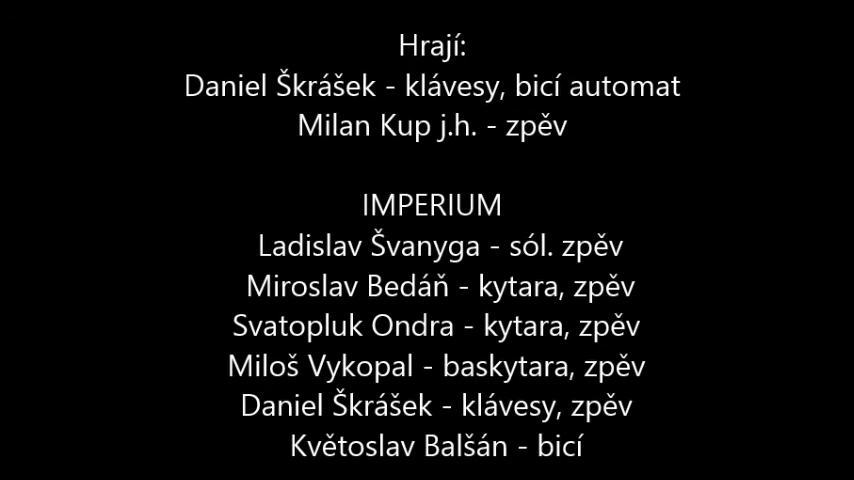 Hrají:
Daniel Škrášek - klávesy, bicí automat
Milan Kup j.h. - zpěv
IMPERIUM
Ladislav Švanyga - sól. zpěv
Miroslav Bedáň - kytara, zpěv
Svatopluk Ondra - kytara, zpěv
Miloš Vykopal - baskytara, zpěv
Daniel Škrášek - klávesy, zpěv
Květoslav Balšán - bicí